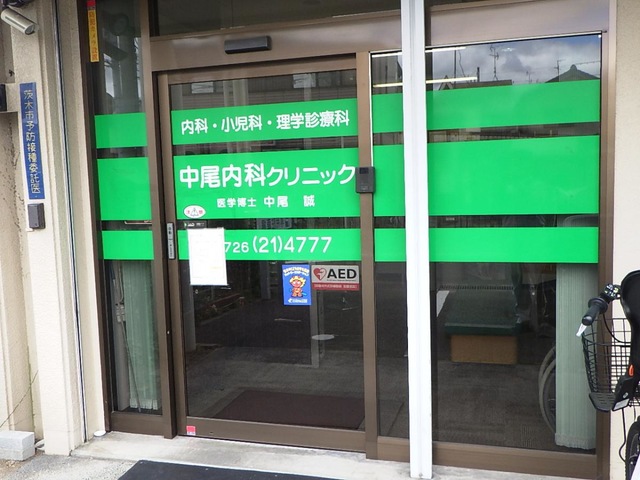 茨木市予防接種委託医
内科・小児科・理学診療科
中尾内科クリニック
医学博士 中尾 誠
726 (21)4777
AED